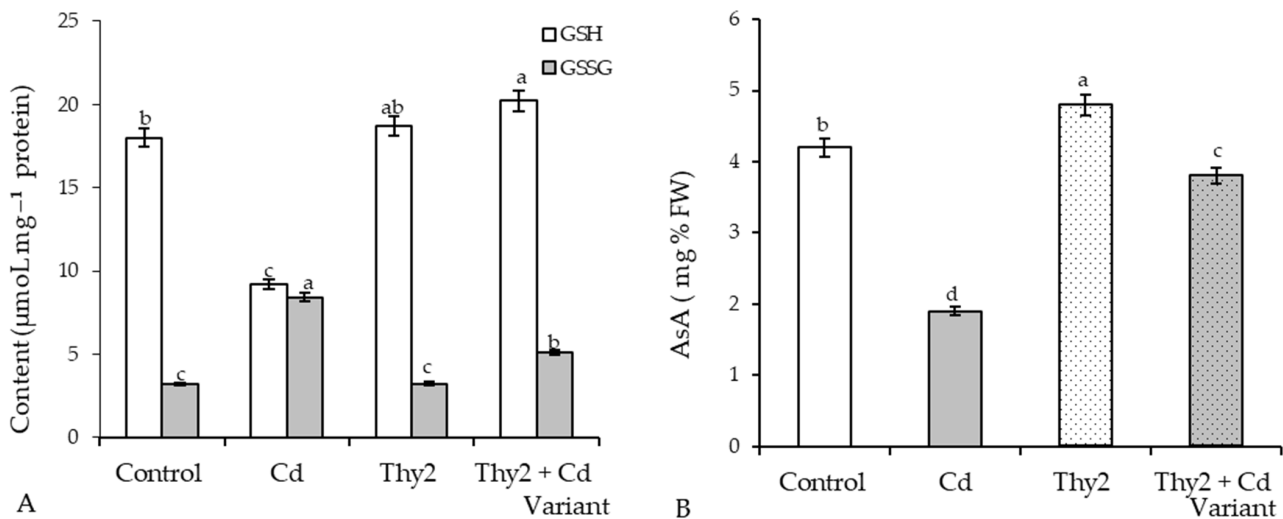 25
20
15
10
5
0
Content (µmoL mg⁻¹ protein)
GSH
GSSG
b
c
c
a
ab
c
a
b
Control
Cd
Thy2
Thy2 + Cd
Variant
A
6
5
4
3
2
1
0
AsA ( mg % FW)
b
d
a
c
Control
Cd
Thy2
Thy2 + Cd
Variant
B